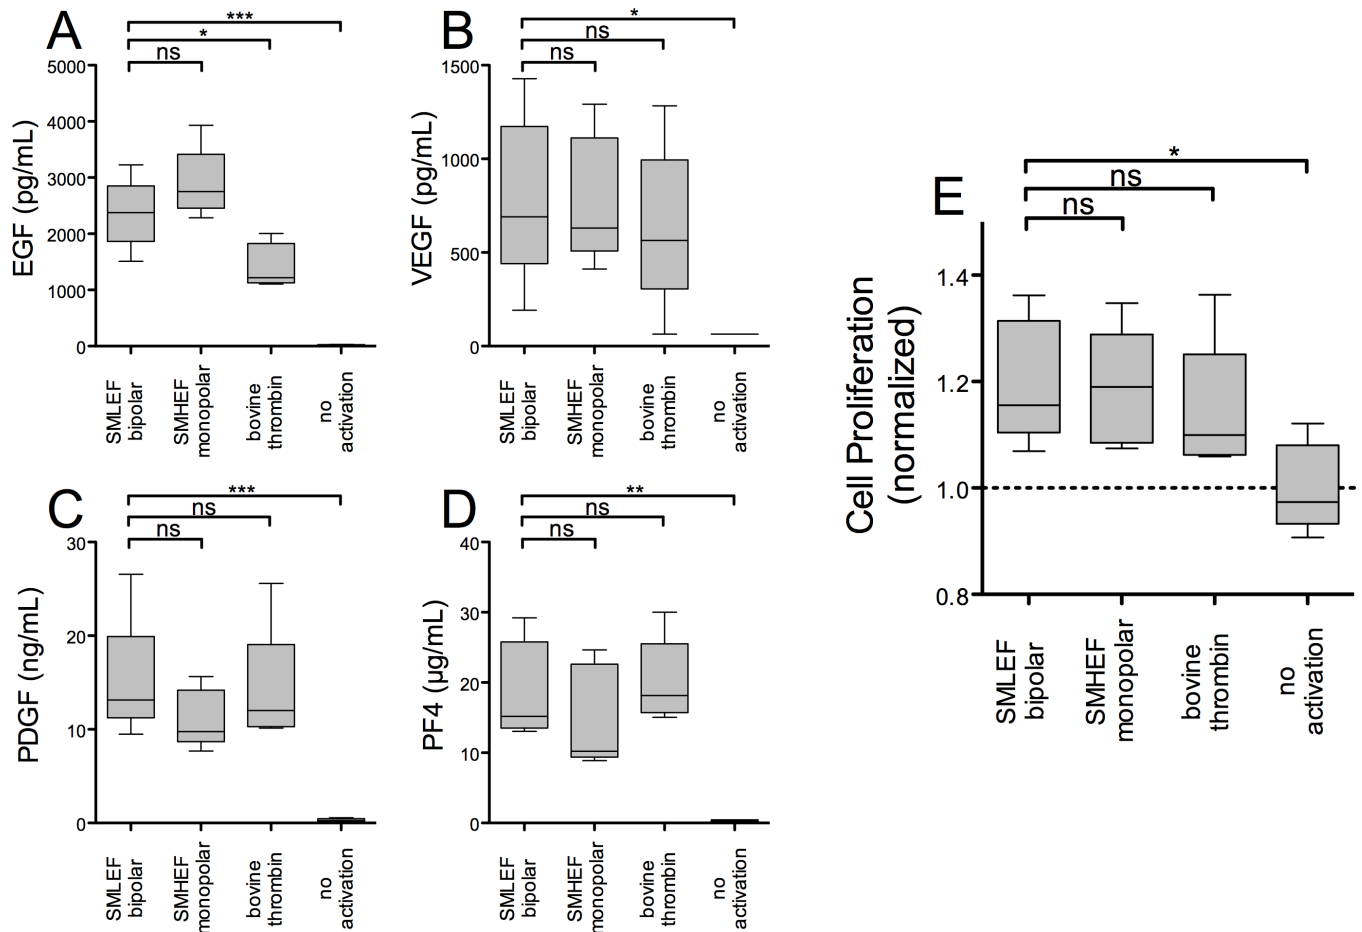 A
***
*
ns
EGF (pg/mL)
5000
4000
3000
2000
1000
0
SMLEF
bipolar
SMHEF
monopolar
bovine
thrombin
no
activation
B
*
ns
ns
VEGF (pg/mL)
1500
1000
500
0
SMLEF
bipolar
SMHEF
monopolar
bovine
thrombin
no
activation
C
***
ns
ns
PDGF (ng/mL)
30
20
10
0
SMLEF
bipolar
SMHEF
monopolar
bovine
thrombin
no
activation
D
**
ns
ns
PF4 (µg/mL)
40
30
20
10
0
SMLEF
bipolar
SMHEF
monopolar
bovine
thrombin
no
activation
E
*
ns
ns
Cell Proliferation
(normalized)
1.4
1.2
1.0
0.8
SMLEF
bipolar
SMHEF
monopolar
bovine
thrombin
no
activation